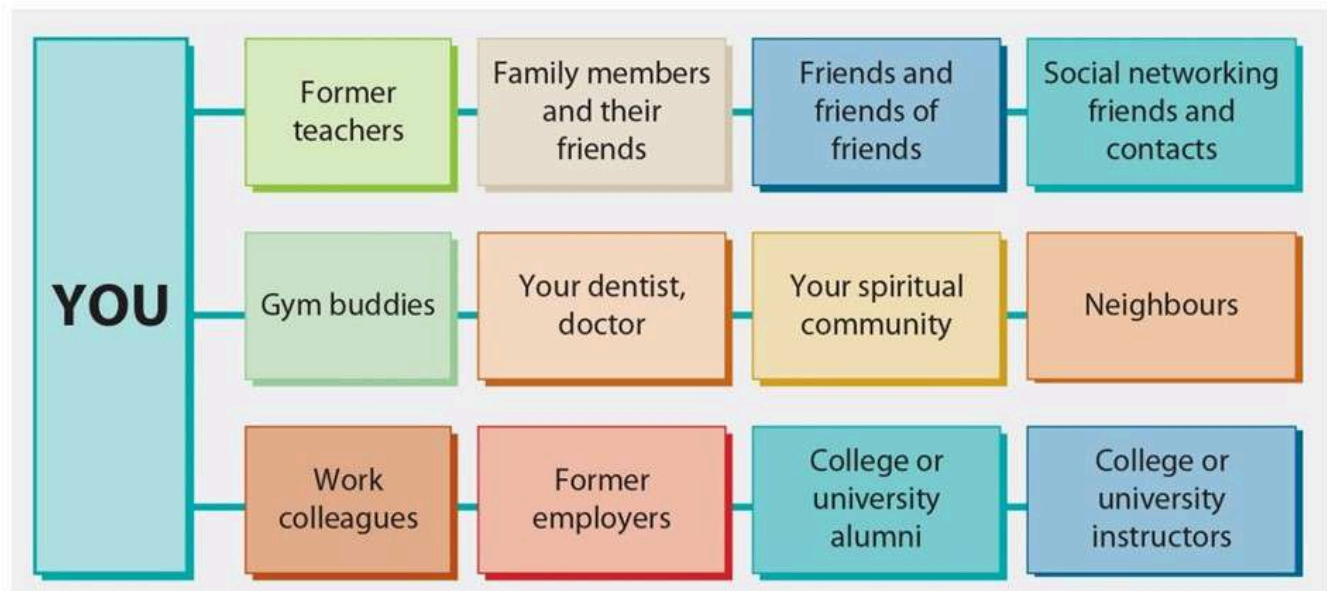 YOU
Former
teachers
Family members
and their
friends
Friends and
friends of
friends
Social networking
friends and
contacts
Gym buddies
Your dentist,
doctor
Your spiritual
community
Neighbours
Work
colleagues
Former
employers
College or
university
alumni
College or
university
instructors